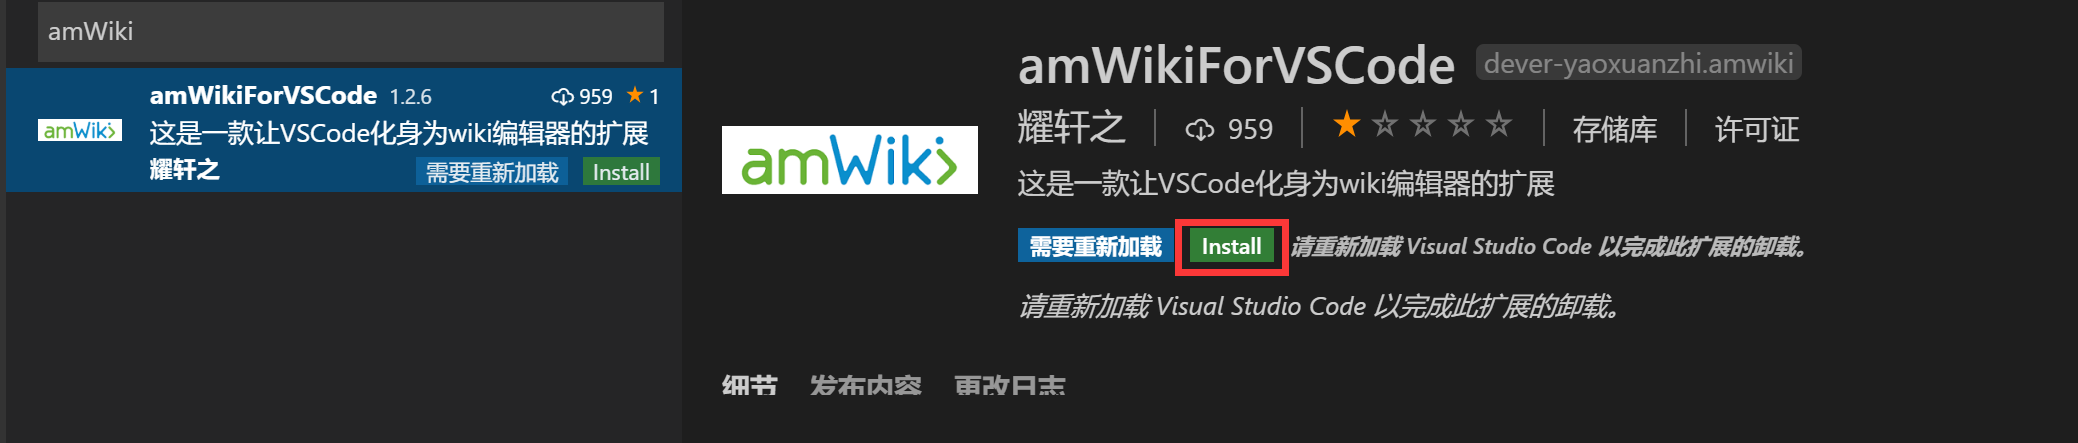 amWiki
amWikiForVSCode 1.2.6 959 ★ 1
amWiki
这是一款让VSCode化身为wiki编辑器的扩展
耀轩之 需要重新加载 Install
amWiki
amWikiForVSCode dever-yaoxuanzhi.amwiki
耀轩之 | 959 | ★☆☆☆☆ | 存储库 | 许可证
这是一款让VSCode化身为wiki编辑器的扩展
需要重新加载 Install 请重新加载 Visual Studio Code 以完成此扩展的卸载。
请重新加载 Visual Studio Code 以完成此扩展的卸载。
细节 发布内容 更改日志